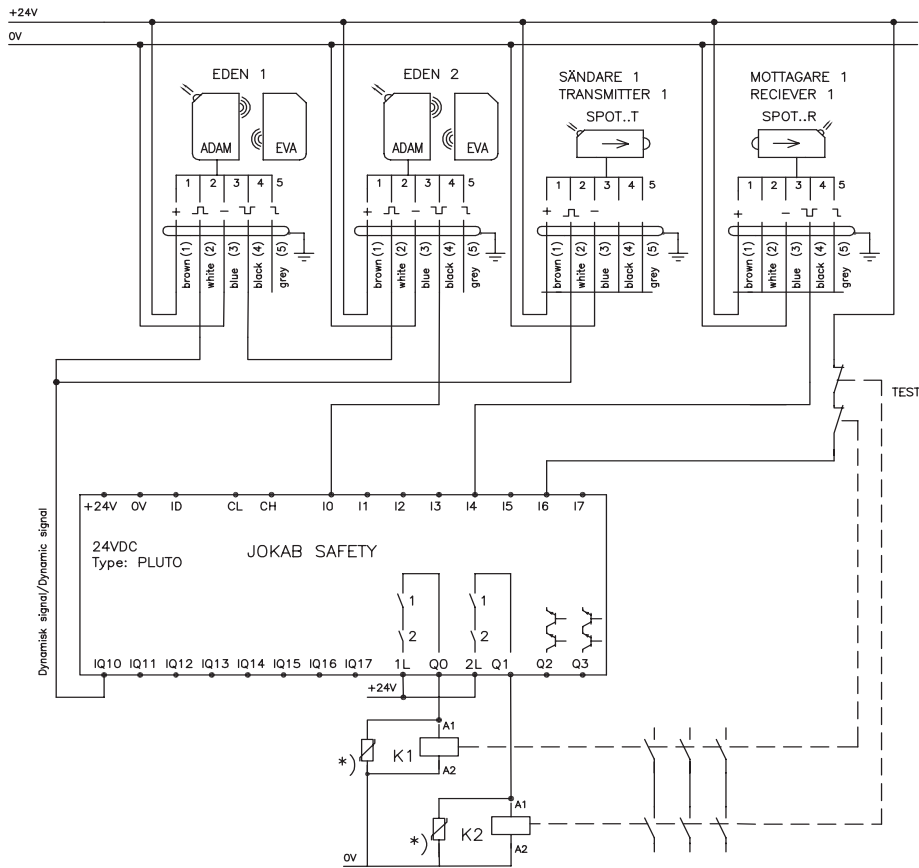 +24V
0V
EDEN 1
EDEN 2
SÄNDARE 1
TRANSMITTER 1
SPOT..T
MOTTAGARE 1
RECIEVER 1
SPOT..R
ADAM
EVA
ADAM
EVA
1 2 3 4 5
1 2 3 4 5
1 2 3 4 5
1 2 3 4 5
+ –
+ –
+ –
+ –
brown (1)
white (2)
blue (3)
black (4)
grey (5)
brown (1)
white (2)
blue (3)
black (4)
grey (5)
brown (1)
white (2)
blue (3)
black (4)
grey (5)
brown (1)
white (2)
blue (3)
black (4)
grey (5)
TEST
Dynamisk signal/Dynamic signal
+24V 0V ID CL CH I0 I1 I2 I3 I4 I5 I6 I7
24VDC
Type: PLUTO
JOKAB SAFETY
1 1
2 2
IQ10 IQ11 IQ12 IQ13 IQ14 IQ15 IQ16 IQ17 1L Q0 2L Q1 Q2 Q3
+24V
A1
*) K1
A2
A1
*) K2
A2
0V